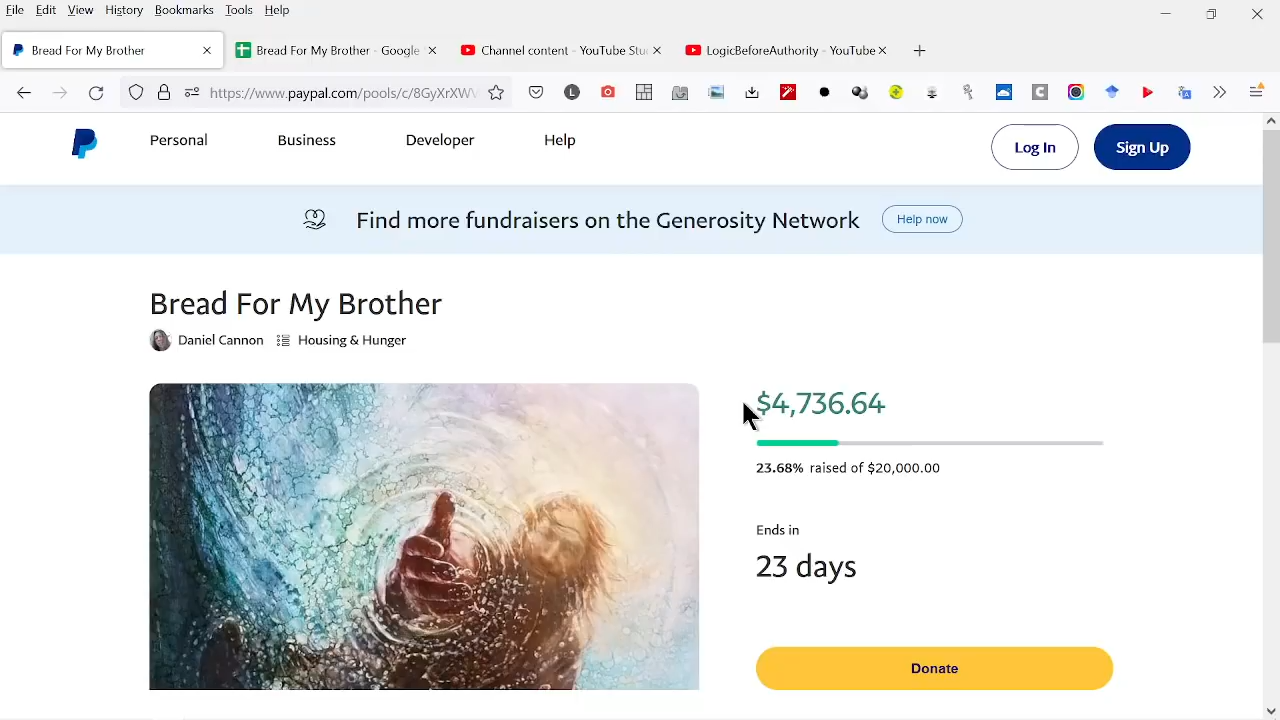 File Edit View History Bookmarks Tools Help
Bread For My Brother
Bread For My Brother - Google
Channel content - YouTube Stu
LogicBeforeAuthority - YouTube
https://www.paypal.com/pools/c/8GyXrXWV
Personal Business Developer Help Log In Sign Up
Find more fundraisers on the Generosity Network Help now
Bread For My Brother
Daniel Cannon Housing & Hunger
$4,736.64
23.68% raised of $20,000.00
Ends in
23 days
Donate